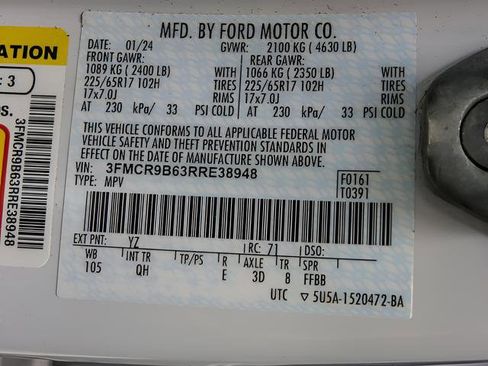 MFD. BY FORD MOTOR CO.
DATE: 01/24 GVWR: 2100 KG ( 4630 LB)
FRONT GAWR: REAR GAWR:
1089 KG ( 2400 LB) WITH 1066 KG ( 2350 LB) WITH
225/65R17 102H TIRES 225/65R17 102H TIRES
17x7.0J RIMS 17x7.0J RIMS
AT 230 kPa/ 33 PSI COLD AT 230 kPa/ 33 PSI COLD
THIS VEHICLE CONFORMS TO ALL APPLICABLE FEDERAL MOTOR
VEHICLE SAFETY AND THEFT PREVENTION STANDARDS IN
EFFECT ON THE DATE OF MANUFACTURE SHOWN ABOVE.
VIN: 3FMCR9B63RRE38948
TYPE: MPV
F0161
T0391
EXT PNT: YZ RC: 71 DSO:
WB INT TR TP/PS R AXLE TR SPR
105 QH E 3D 8 FFBB
UTC ▽5U5A-1520472-BA
: 3
3FMCR9B63RRE38948